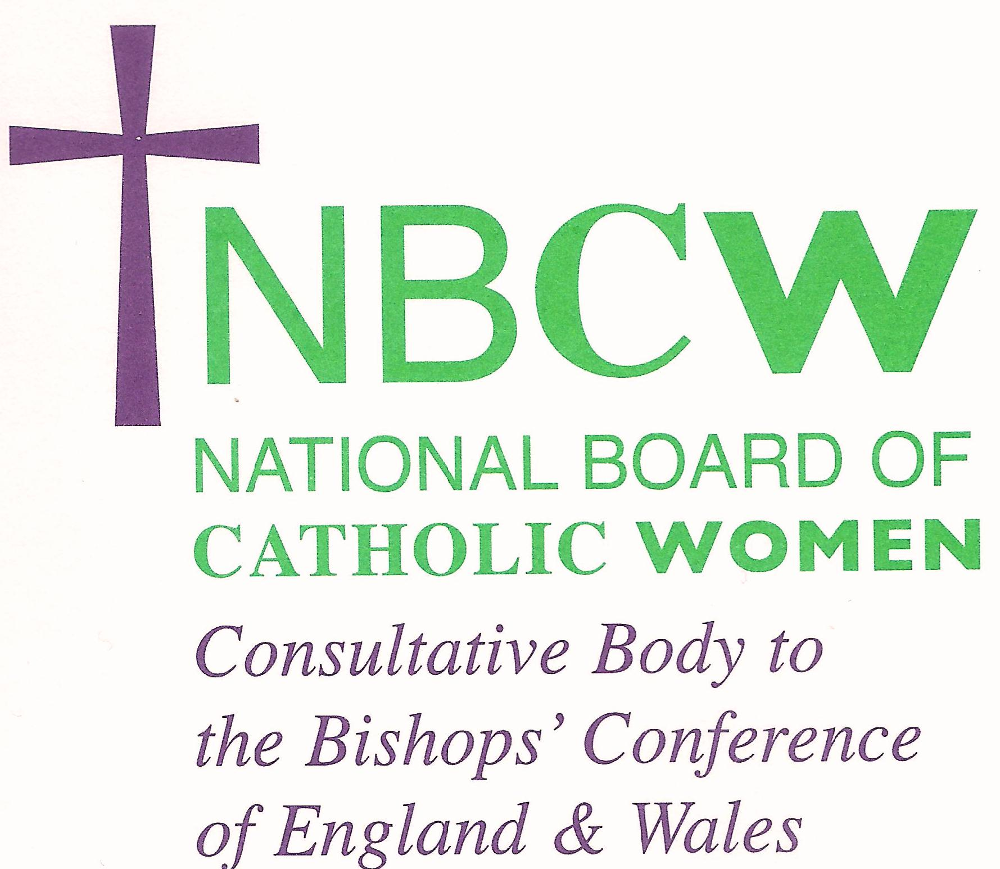 NBCW
NATIONAL BOARD OF
CATHOLIC WOMEN
Consultative Body to
the Bishops’ Conference
of England & Wales